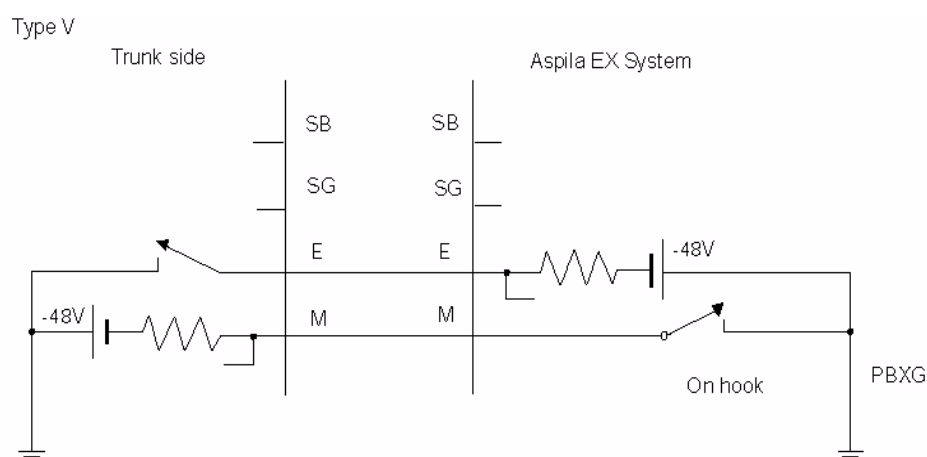 Type V
Trunk side
Aspila EX System
SB SB
SG SG
E E -48V
-48V M M
On hook PBXG